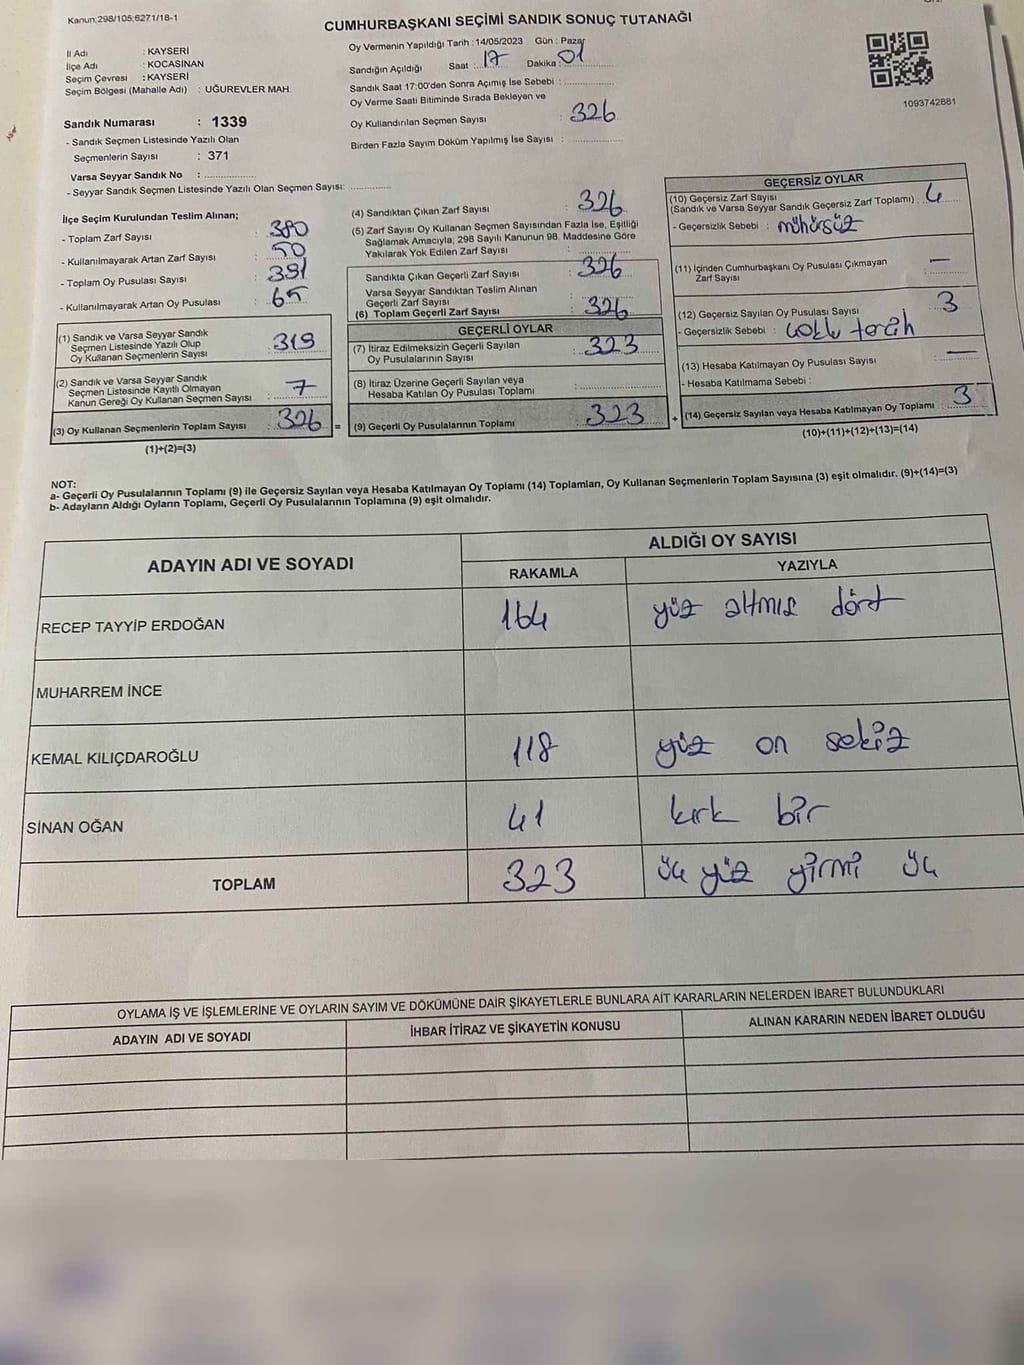 Kanun:298/105;6271/18-1
CUMHURBAŞKANI SEÇİMİ SANDIK SONUÇ TUTANAĞI
İl Adı : KAYSERİ
İlçe Adı : KOCASİNAN
Seçim Çevresi : KAYSERİ
Seçim Bölgesi (Mahalle Adı) : UĞUREVLER MAH.
Oy Vermenin Yapıldığı Tarih : 14/05/2023 Gün : Pazar
Sandığın Açıldığı Saat : 17 Dakika : 01
Sandık Saat 17:00'den Sonra Açımış İse Sebebi :
Oy Verme Saati Bitiminde Sırada Bekleyen ve
Oy Kullandırılan Seçmen Sayısı : 326
Birden Fazla Sayım Döküm Yapılmış İse Sayısı :
1093742881
Sandık Numarası : 1339
- Sandık Seçmen Listesinde Yazılı Olan
Seçmenlerin Sayısı : 371
Varsa Seyyar Sandık No :
- Seyyar Sandık Seçmen Listesinde Yazılı Olan Seçmen Sayısı:
İlçe Seçim Kurulundan Teslim Alınan;
- Toplam Zarf Sayısı : 380
- Kullanılmayarak Artan Zarf Sayısı : 50
- Toplam Oy Pusulası Sayısı : 391
- Kullanılmayarak Artan Oy Pusulası : 65
(1) Sandık ve Varsa Seyyar Sandık
Seçmen Listesinde Yazılı Olup
Oy Kullanan Seçmenlerin Sayısı : 319
(2) Sandık ve Varsa Seyyar Sandık
Seçmen Listesinde Kayıtlı Olmayan
Kanun Gereği Oy Kullanan Seçmen Sayısı : 7
(3) Oy Kullanan Seçmenlerin Toplam Sayısı : 326 =
(1)+(2)=(3)
(4) Sandıktan Çıkan Zarf Sayısı : 326
(5) Zarf Sayısı Oy Kullanan Seçmen Sayısından Fazla İse, Eşitliği
Sağlamak Amacıyla; 298 Sayılı Kanunun 98. Maddesine Göre
Yakılarak Yok Edilen Zarf Sayısı :
Sandıkta Çıkan Geçerli Zarf Sayısı : 326
Varsa Seyyar Sandıktan Teslim Alınan
Geçerli Zarf Sayısı :
(6) Toplam Geçerli Zarf Sayısı : 326
GEÇERLİ OYLAR
(7) İtiraz Edilmeksizin Geçerli Sayılan
Oy Pusulalarının Sayısı : 323
(8) İtiraz Üzerine Geçerli Sayılan veya
Hesaba Katılan Oy Pusulası Toplamı :
(9) Geçerli Oy Pusulalarının Toplamı : 323 +
GEÇERSİZ OYLAR
(10) Geçersiz Zarf Sayısı
(Sandık ve Varsa Seyyar Sandık Geçersiz Zarf Toplamı) : 4
- Geçersizlik Sebebi : mühürsüz
(11) İçinden Cumhurbaşkanı Oy Pusulası Çıkmayan
Zarf Sayısı : —
(12) Geçersiz Sayılan Oy Pusulası Sayısı : 3
- Geçersizlik Sebebi : çoklu tercih
(13) Hesaba Katılmayan Oy Pusulası Sayısı : —
- Hesaba Katılmama Sebebi :
(14) Geçersiz Sayılan veya Hesaba Katılmayan Oy Toplamı : 3
(10)+(11)+(12)+(13)=(14)
NOT:
a- Geçerli Oy Pusulalarının Toplamı (9) ile Geçersiz Sayılan veya Hesaba Katılmayan Oy Toplamı (14) Toplamları, Oy Kullanan Seçmenlerin Toplam Sayısına (3) eşit olmalıdır. (9)+(14)=(3)
b- Adayların Aldığı Oyların Toplamı, Geçerli Oy Pusulalarının Toplamına (9) eşit olmalıdır.
ADAYIN ADI VE SOYADI
ALDIĞI OY SAYISI
RAKAMLA YAZIYLA
RECEP TAYYİP ERDOĞAN 164 yüz altmış dört
MUHARREM İNCE
KEMAL KILIÇDAROĞLU 118 yüz on sekiz
SİNAN OĞAN 41 kırk bir
TOPLAM 323 üç yüz yirmi üç
OYLAMA İŞ VE İŞLEMLERİNE VE OYLARIN SAYIM VE DÖKÜMÜNE DAİR ŞİKAYETLERLE BUNLARA AİT KARARLARIN NELERDEN İBARET BULUNDUKLARI
ADAYIN ADI VE SOYADI İHBAR İTİRAZ VE ŞİKAYETİN KONUSU ALINAN KARARIN NEDEN İBARET OLDUĞU